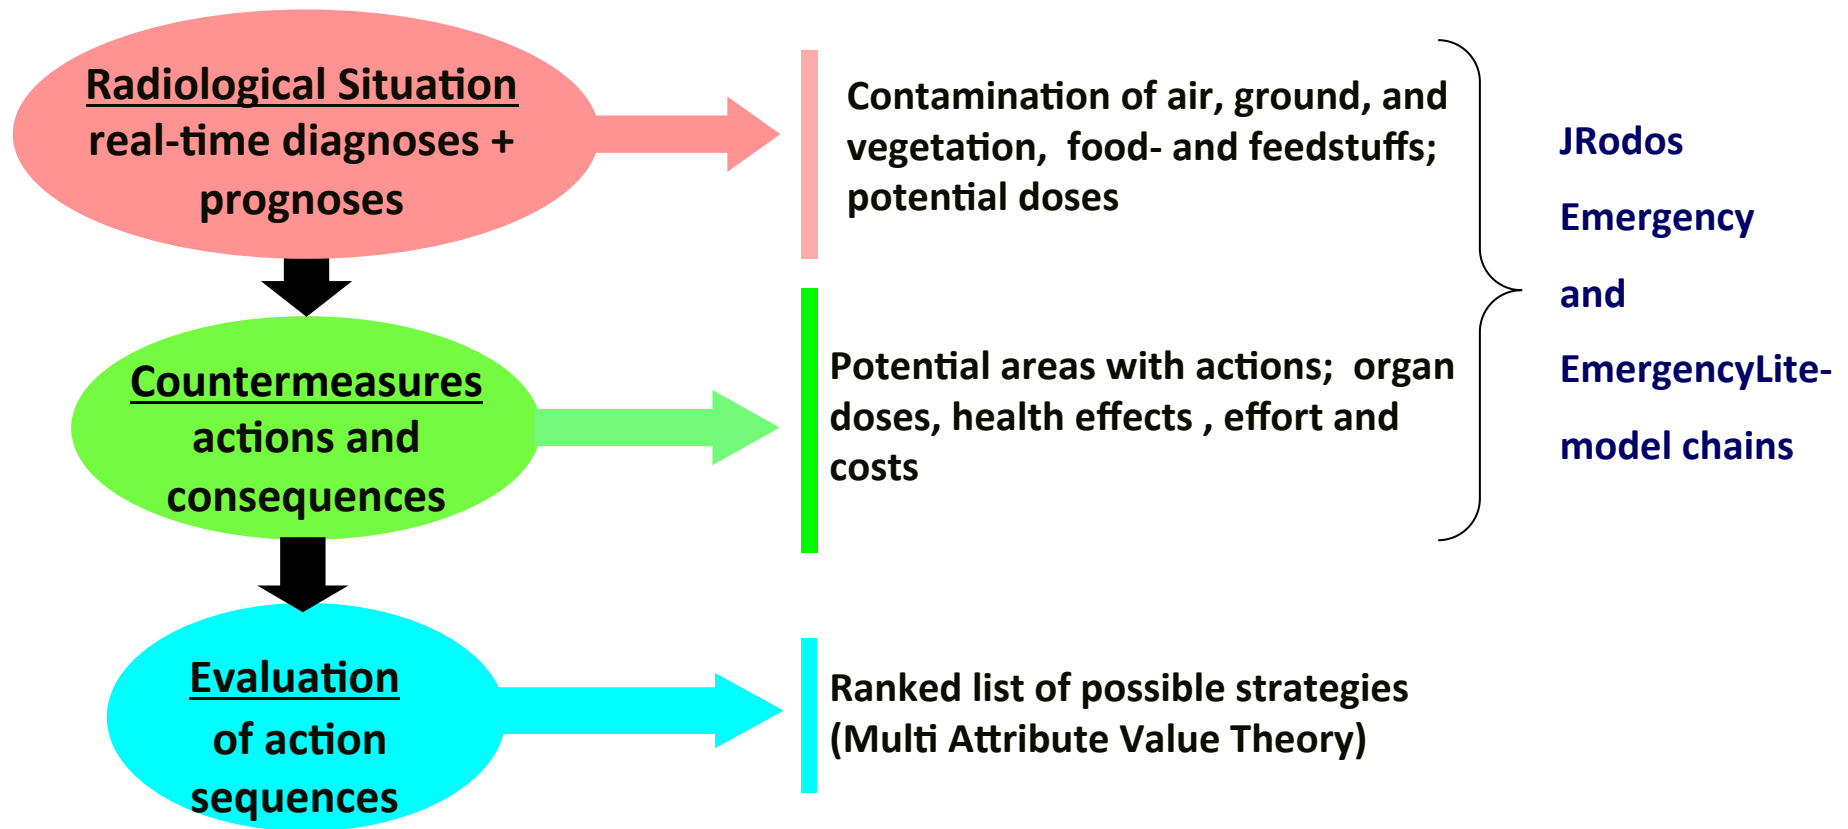 Radiological Situation
real-time diagnoses +
prognoses
Contamination of air, ground, and
vegetation, food- and feedstuffs;
potential doses
Countermeasures
actions and
consequences
Potential areas with actions; organ
doses, health effects , effort and
costs
Evaluation
of action
sequences
Ranked list of possible strategies
(Multi Attribute Value Theory)
JRodos
Emergency
and
EmergencyLite-
model chains